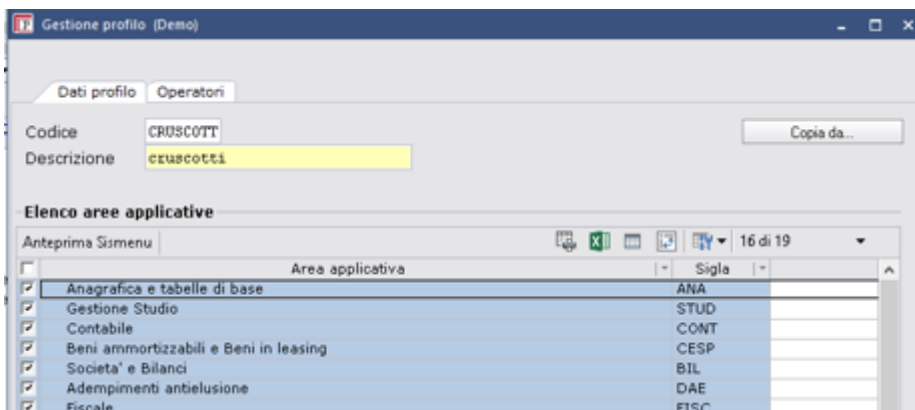 Gestione profilo (Demo)
Dati profilo Operatori
Codice CRUSCOTT Copia da...
Descrizione cruscotti
Elenco aree applicative
Anteprima Sismenu 16 di 19
Area applicativa Sigla
Anagrafica e tabelle di base ANA
Gestione Studio STUD
Contabile CONT
Beni ammortizzabili e Beni in leasing CESP
Societa' e Bilanci BIL
Adempimenti antielusione DAE
Fiscale FISC